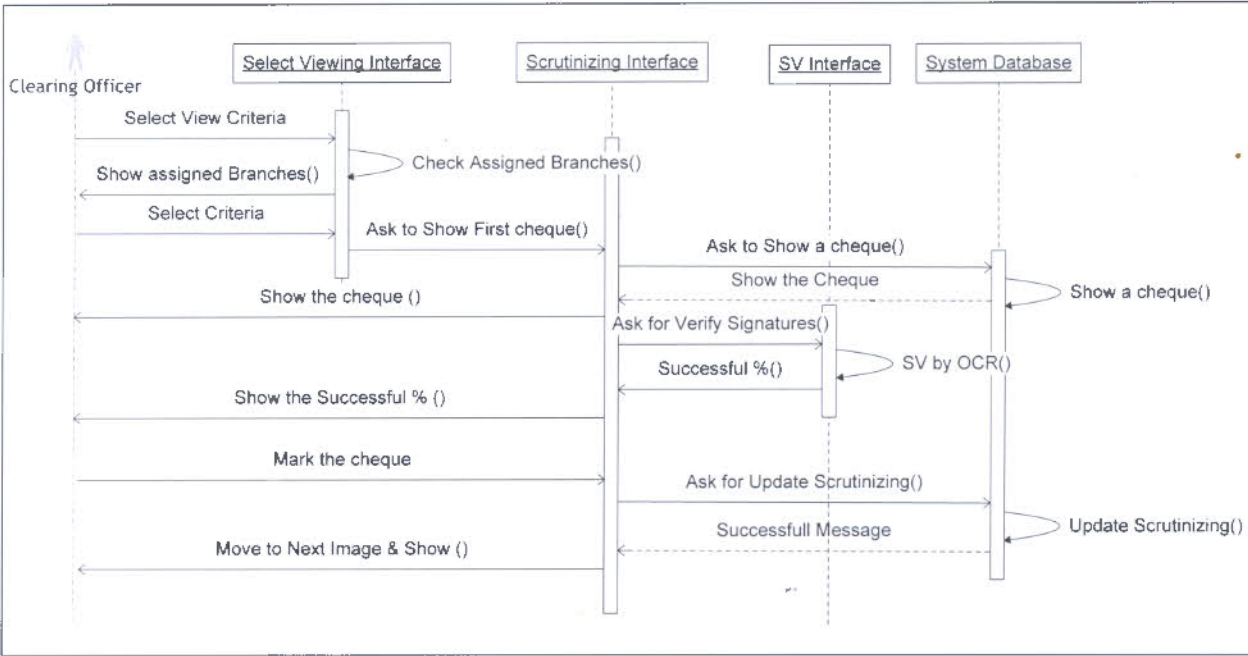 Select Viewing Interface
Scrutinizing Interface
SV Interface
System Database
Clearing Officer
Select View Criteria
Check Assigned Branches()
Show assigned Branches()
Select Criteria
Ask to Show First cheque()
Ask to Show a cheque()
Show the Cheque
Show a cheque()
Show the cheque ()
Ask for Verify Signatures()
SV by OCR()
Successful %()
Show the Successful % ()
Mark the cheque
Ask for Update Scrutinizing()
Update Scrutinizing()
Successfull Message
Move to Next Image & Show ()